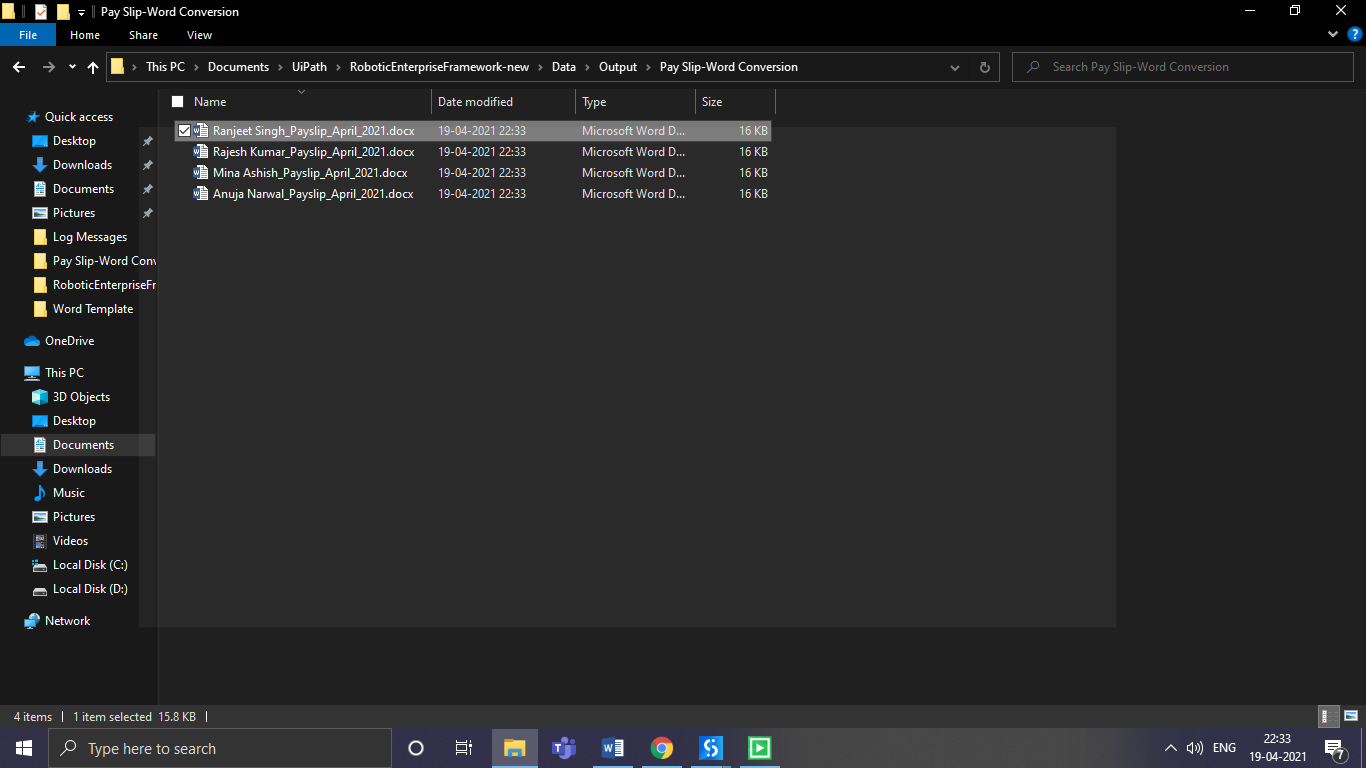 Pay Slip-Word Conversion
File Home Share View
This PC Documents UiPath RoboticEnterpriseFramework-new Data Output Pay Slip-Word Conversion
Search Pay Slip-Word Conversion
Name Date modified Type Size
Ranjeet Singh_Payslip_April_2021.docx 19-04-2021 22:33 Microsoft Word D... 16 KB
Rajesh Kumar_Payslip_April_2021.docx 19-04-2021 22:33 Microsoft Word D... 16 KB
Mina Ashish_Payslip_April_2021.docx 19-04-2021 22:33 Microsoft Word D... 16 KB
Anuja Narwal_Payslip_April_2021.docx 19-04-2021 22:33 Microsoft Word D... 16 KB
Quick access
Desktop
Downloads
Documents
Pictures
Log Messages
Pay Slip-Word Conv
RoboticEnterpriseFr
Word Template
OneDrive
This PC
3D Objects
Desktop
Documents
Downloads
Music
Pictures
Videos
Local Disk (C:)
Local Disk (D:)
Network
4 items 1 item selected 15.8 KB
Type here to search
ENG
22:33
19-04-2021
7